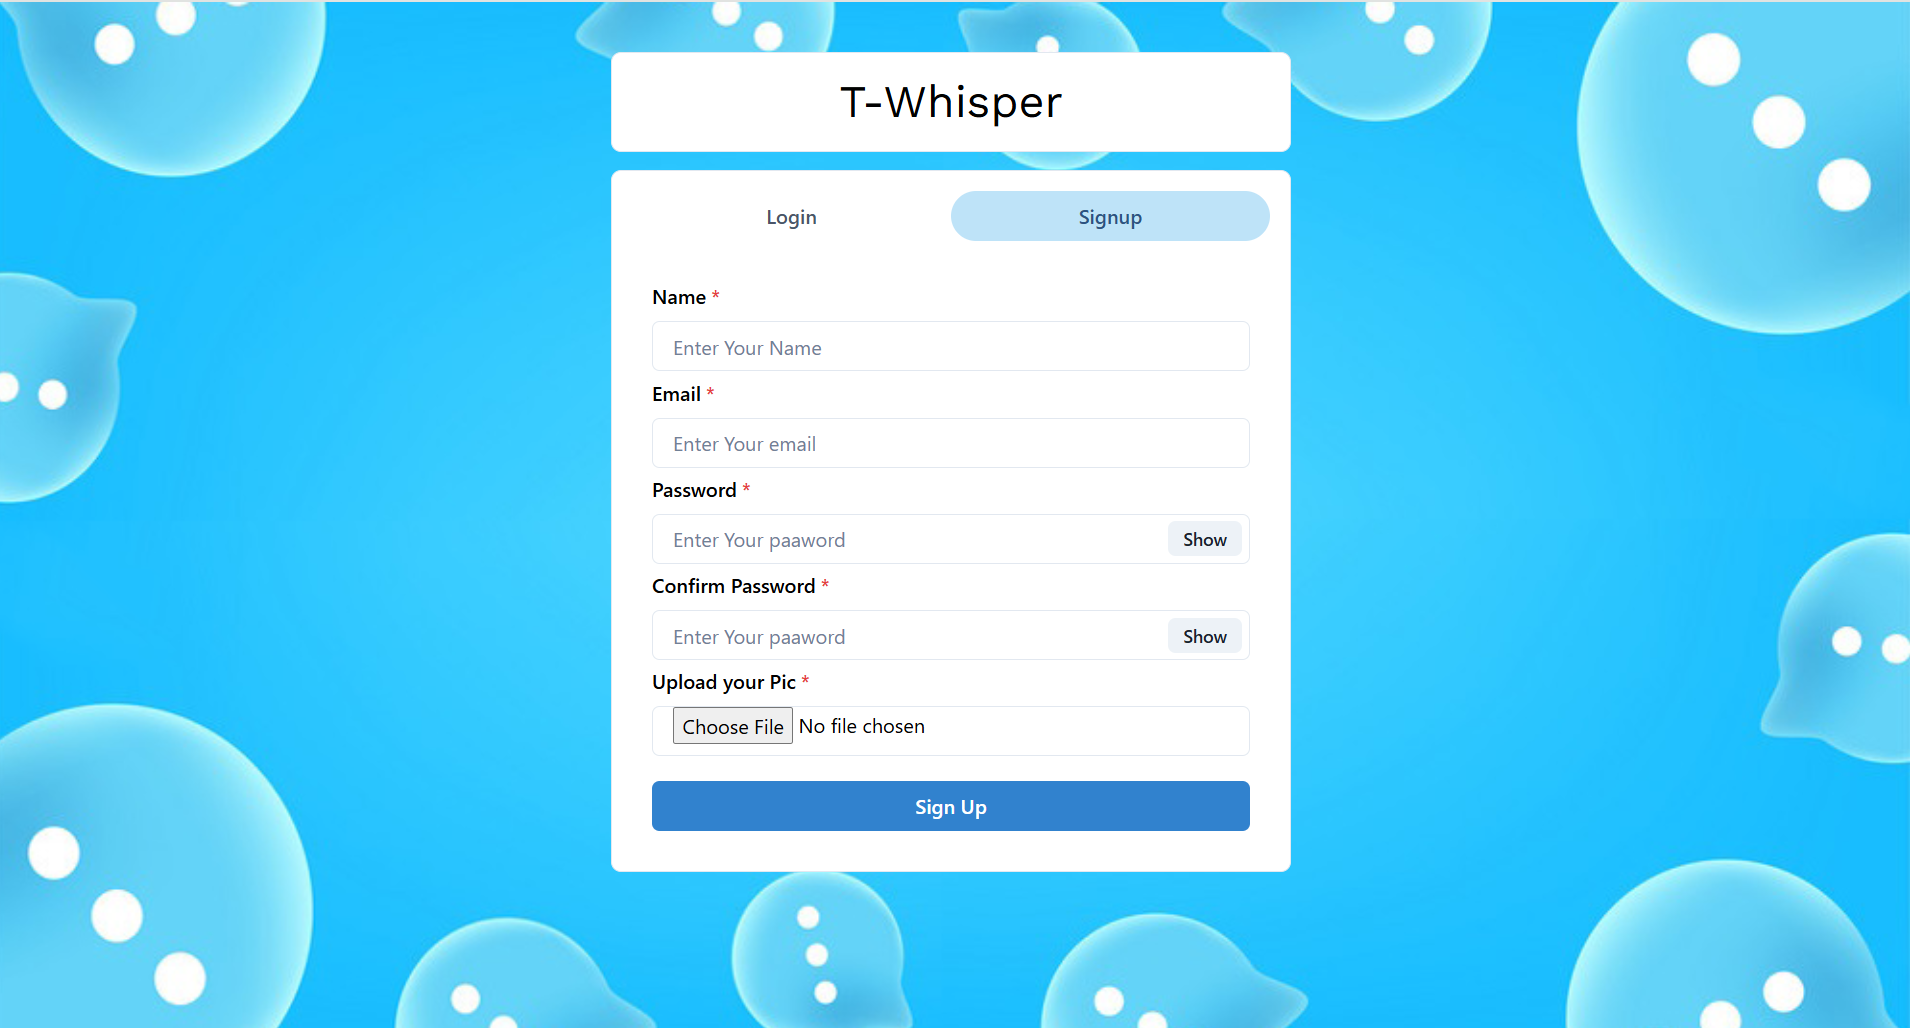 T-Whisper
Login Signup
Name *
Enter Your Name
Email *
Enter Your email
Password *
Enter Your paaword Show
Confirm Password *
Enter Your paaword Show
Upload your Pic *
Choose File No file chosen
Sign Up